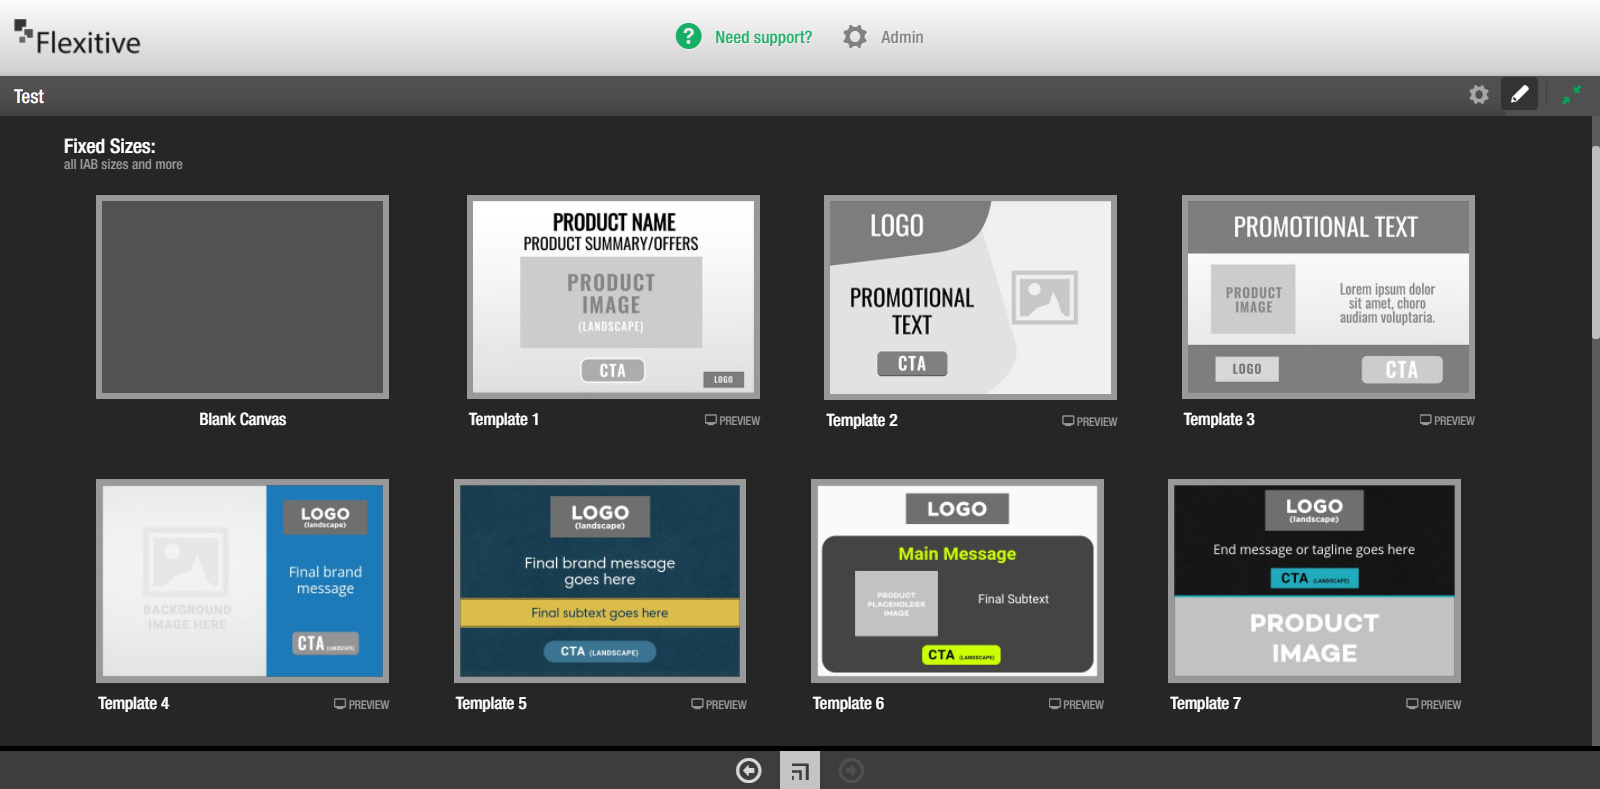 Flexitive
? Need support?
Admin
Test
Fixed Sizes:
all IAB sizes and more
Blank Canvas
PRODUCT NAME
PRODUCT SUMMARY/OFFERS
PRODUCT
IMAGE
(LANDSCAPE)
CTA
LOGO
Template 1
PREVIEW
LOGO
PROMOTIONAL
TEXT
CTA
Template 2
PREVIEW
PROMOTIONAL TEXT
PRODUCT
IMAGE
Lorem ipsum dolor
sit amet, choro
audiam voluptaria.
LOGO
CTA
Template 3
PREVIEW
BACKGROUND
IMAGE HERE
LOGO
(landscape)
Final brand
message
CTA (LANDSCAPE)
Template 4
PREVIEW
LOGO
(landscape)
Final brand message
goes here
Final subtext goes here
CTA (LANDSCAPE)
Template 5
PREVIEW
LOGO
Main Message
PRODUCT
PLACEHOLDER
IMAGE
Final Subtext
CTA (LANDSCAPE)
Template 6
PREVIEW
LOGO
(landscape)
End message or tagline goes here
CTA (LANDSCAPE)
PRODUCT
IMAGE
Template 7
PREVIEW